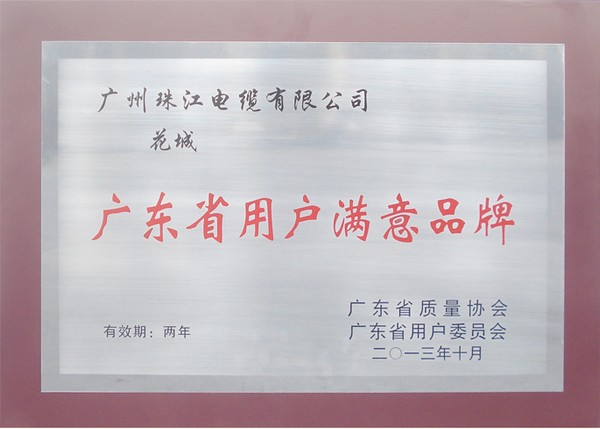 广州珠江电缆有限公司
花城
广东省用户满意品牌
广东省质量协会
有效期：两年
广东省用户委员会
二〇一三年十月